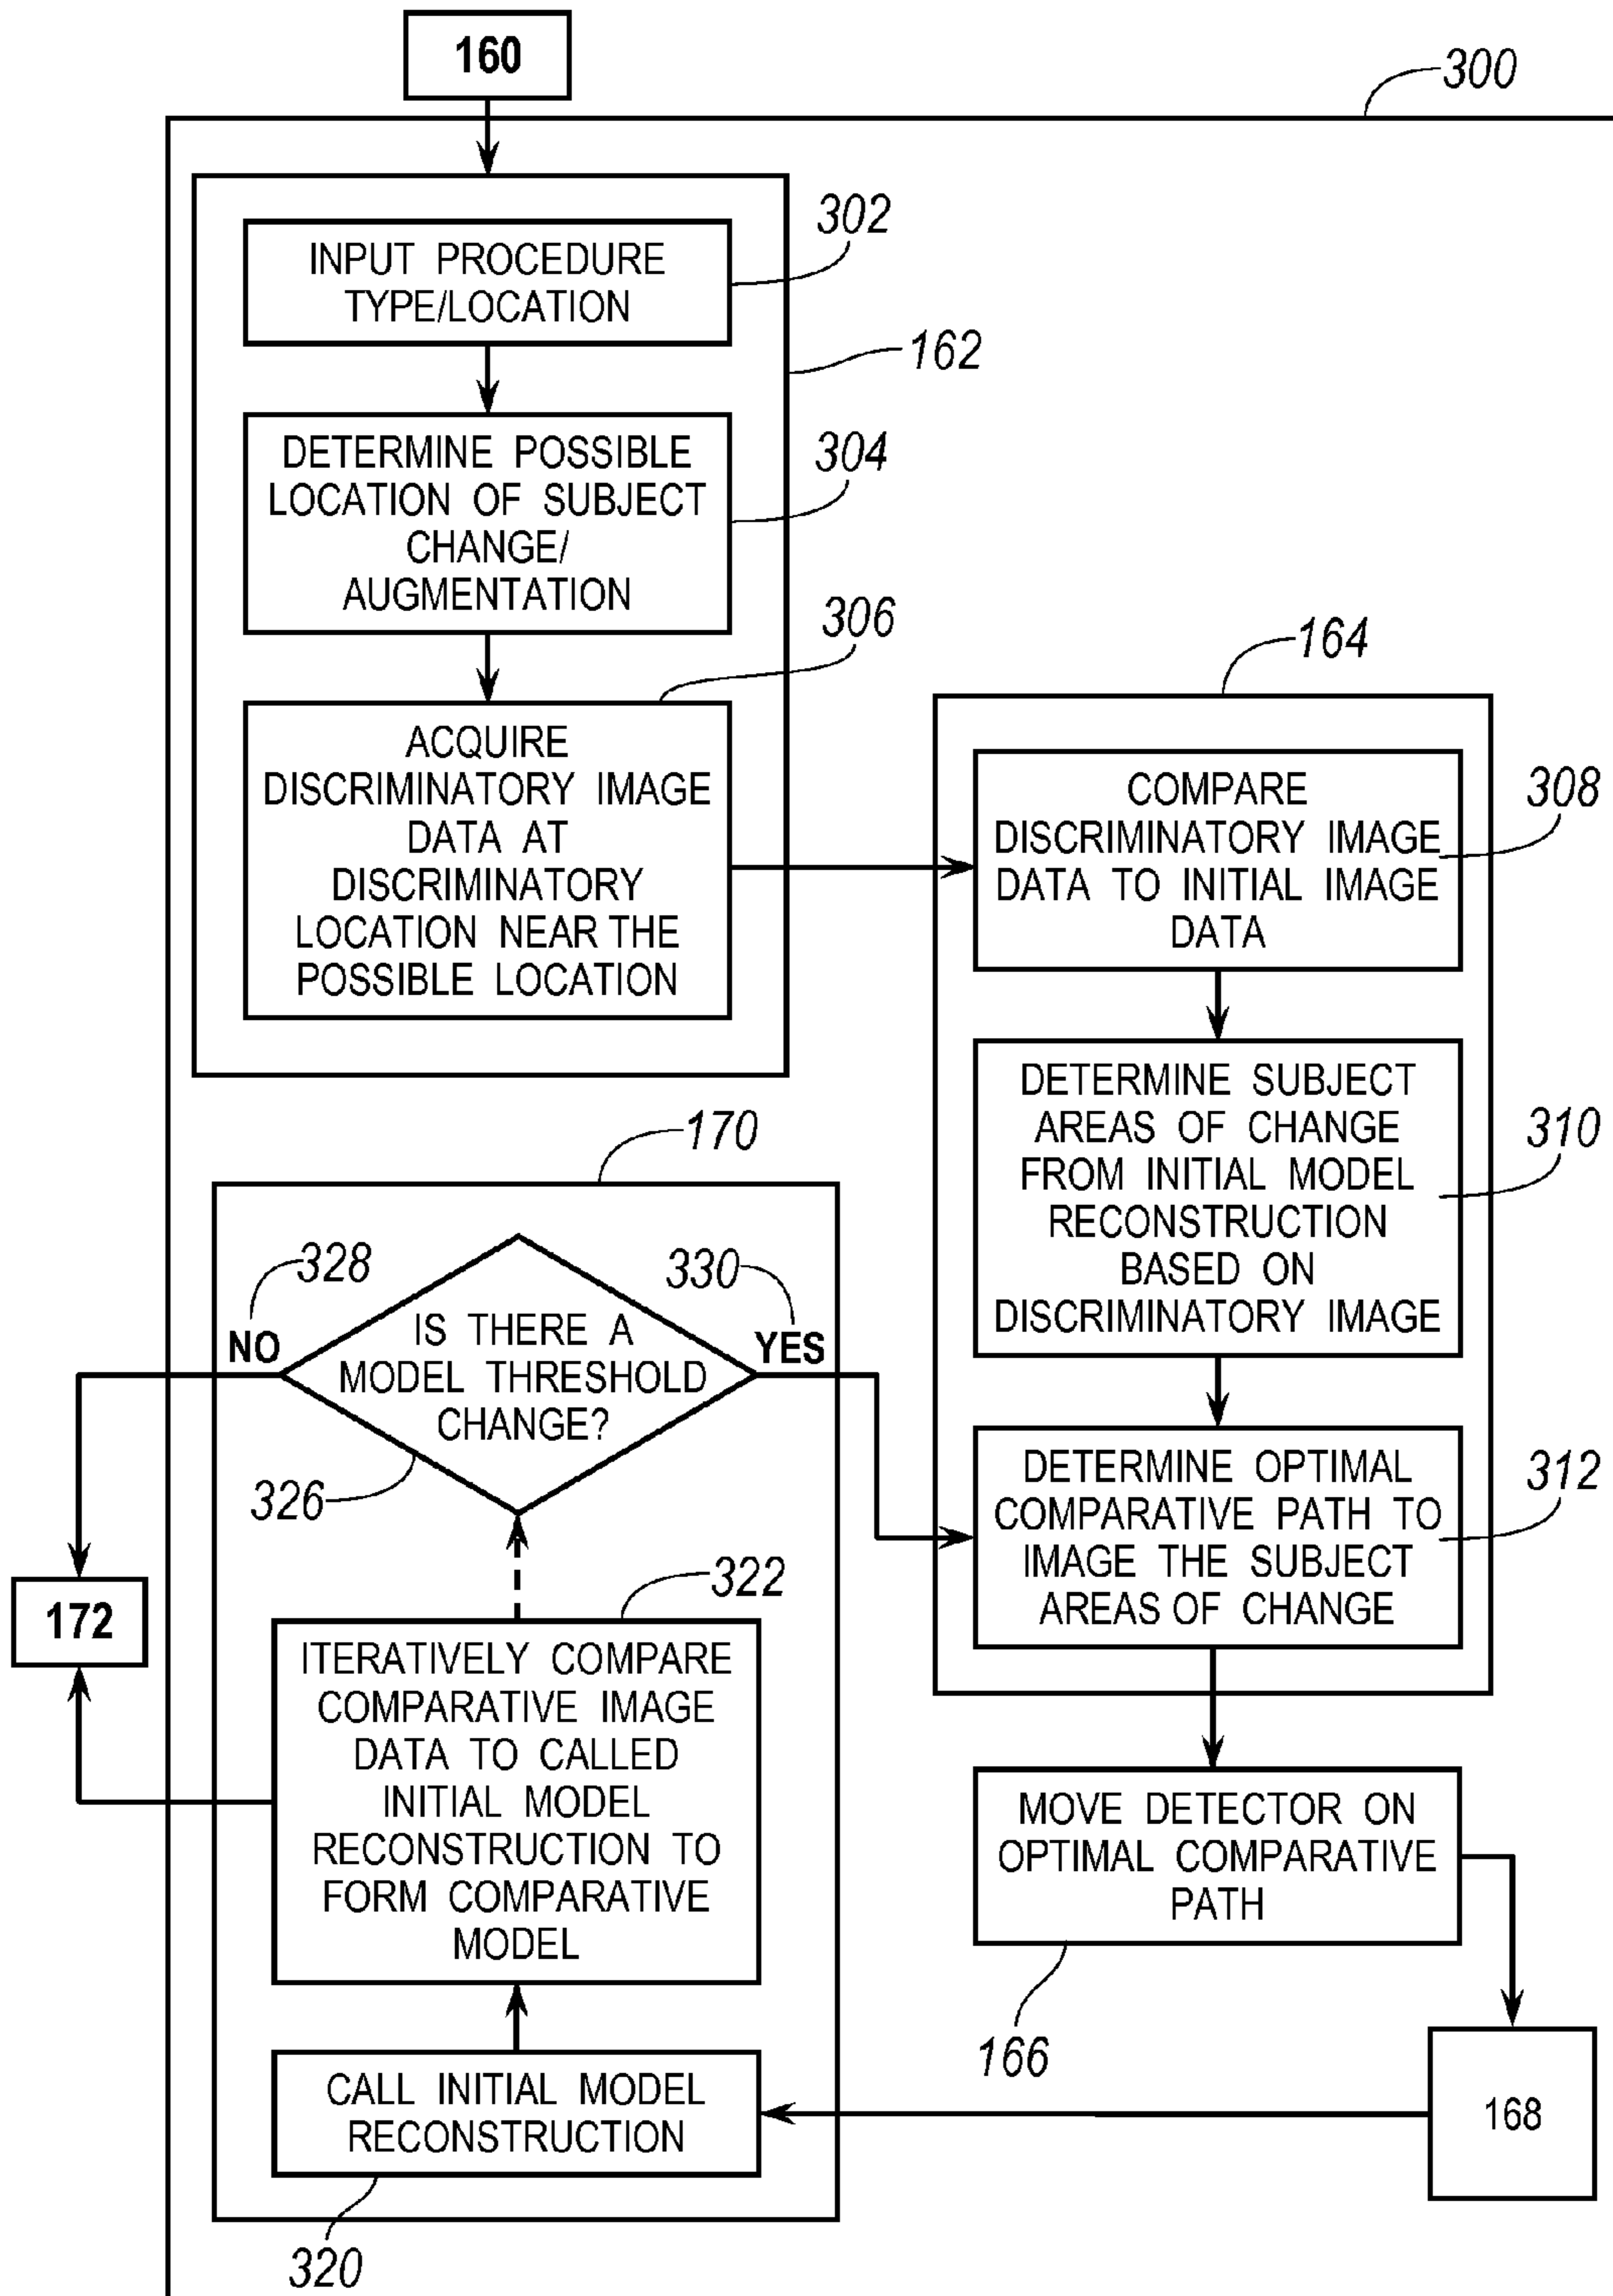 160
300
302
INPUT PROCEDURE
TYPE/LOCATION
162
DETERMINE POSSIBLE
LOCATION OF SUBJECT
CHANGE/
AUGMENTATION
304
306
ACQUIRE
DISCRIMINATORY IMAGE
DATA AT
DISCRIMINATORY
LOCATION NEAR THE
POSSIBLE LOCATION
164
COMPARE
DISCRIMINATORY IMAGE
DATA TO INITIAL IMAGE
DATA
308
DETERMINE SUBJECT
AREAS OF CHANGE
FROM INITIAL MODEL
RECONSTRUCTION
BASED ON
DISCRIMINATORY IMAGE
310
DETERMINE OPTIMAL
COMPARATIVE PATH TO
IMAGE THE SUBJECT
AREAS OF CHANGE
312
MOVE DETECTOR ON
OPTIMAL COMPARATIVE
PATH
166
168
170
328
NO
330
YES
IS THERE A
MODEL THRESHOLD
CHANGE?
326
172
322
ITERATIVELY COMPARE
COMPARATIVE IMAGE
DATA TO CALLED
INITIAL MODEL
RECONSTRUCTION TO
FORM COMPARATIVE
MODEL
CALL INITIAL MODEL
RECONSTRUCTION
320